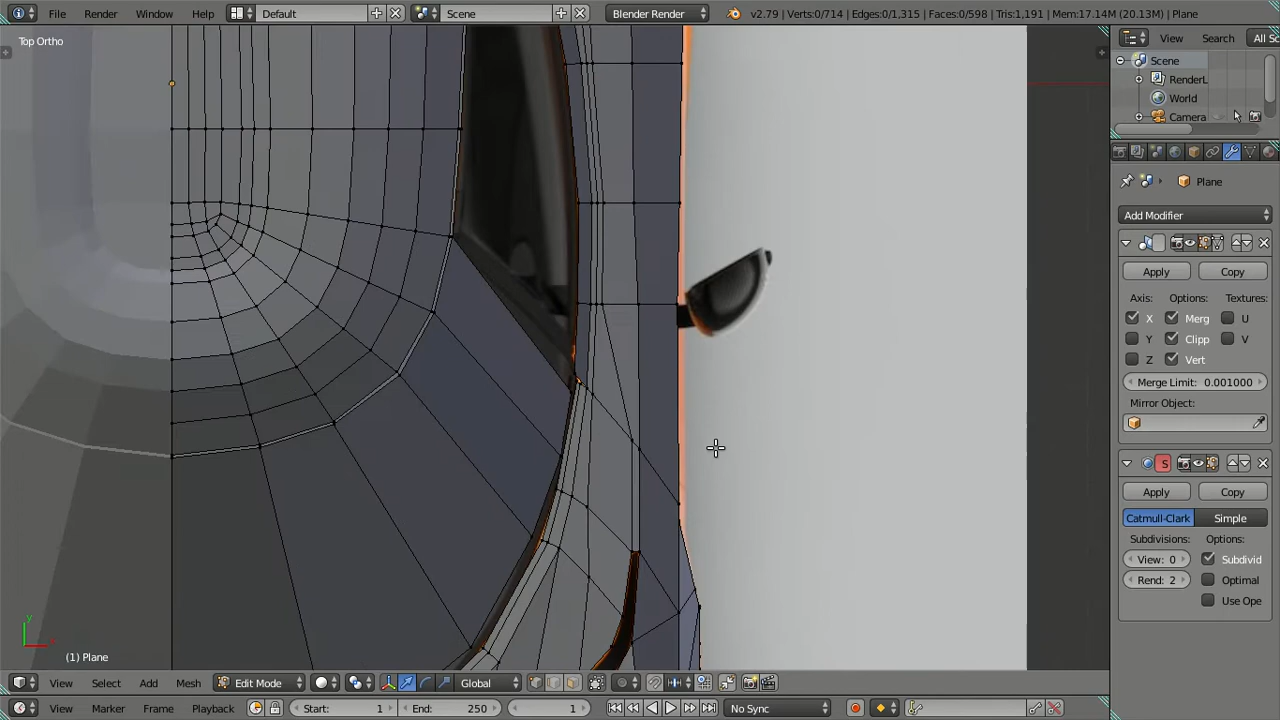 File Render Window Help Default Scene Blender Render v2.79 | Verts:0/714 | Edges:0/1,315 | Faces:0/598 | Tris:1,191 | Mem:17.14M (20.13M) | Plane
Top Ortho
View Search All Sc
Scene
RenderL
World
Camera
Plane
Add Modifier
Apply Copy
Axis: Options: Textures:
X Merg U
Y Clipp V
Z Vert
Merge Limit: 0.001000
Mirror Object:
S
Apply Copy
Catmull-Clark Simple
Subdivisions: Options:
View: 0 Subdivid
Rend: 2 Optimal
Use Ope
y
x
(1) Plane
View Select Add Mesh Edit Mode Global
View Marker Frame Playback Start: 1 End: 250 1 No Sync